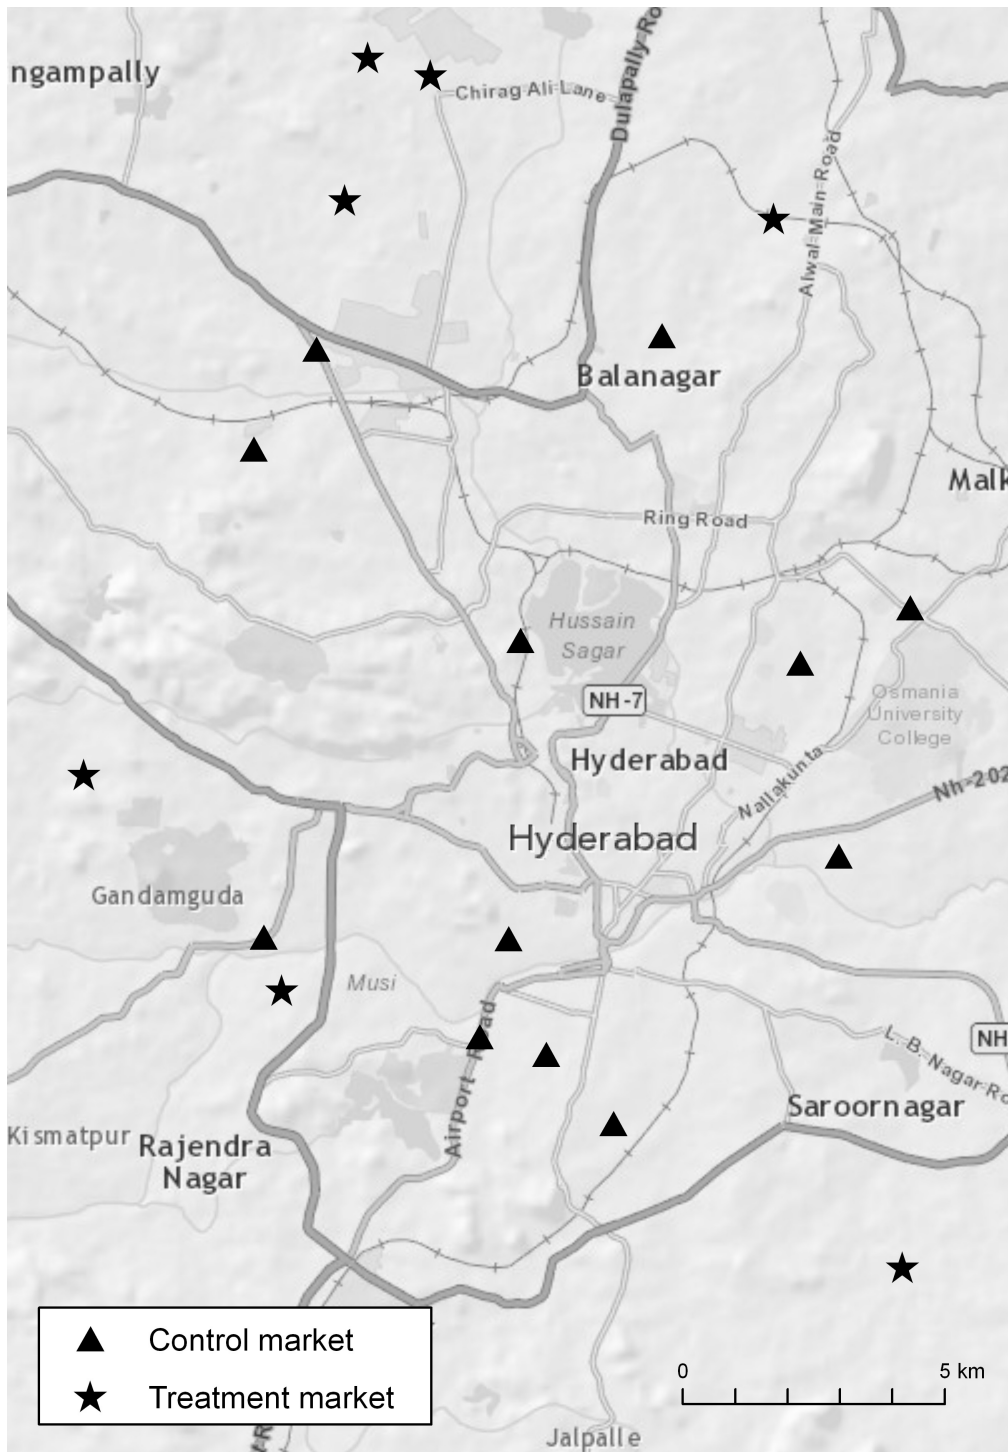 ngampally
Chirag Ali Lane
Dulapally Ro
Alwal Main Road
Balanagar
Malk
Ring Road
Hussain
Sagar
NH-7
Osmania
University
College
Hyderabad
Nallakunta
Nh-202
Hyderabad
Gandamguda
Musi
Airport Road
NH
L. B. Nagar Ro
Saroornagar
Kismatpur
Rajendra
Nagar
Control market
Treatment market
0 5 km
Jalpalle